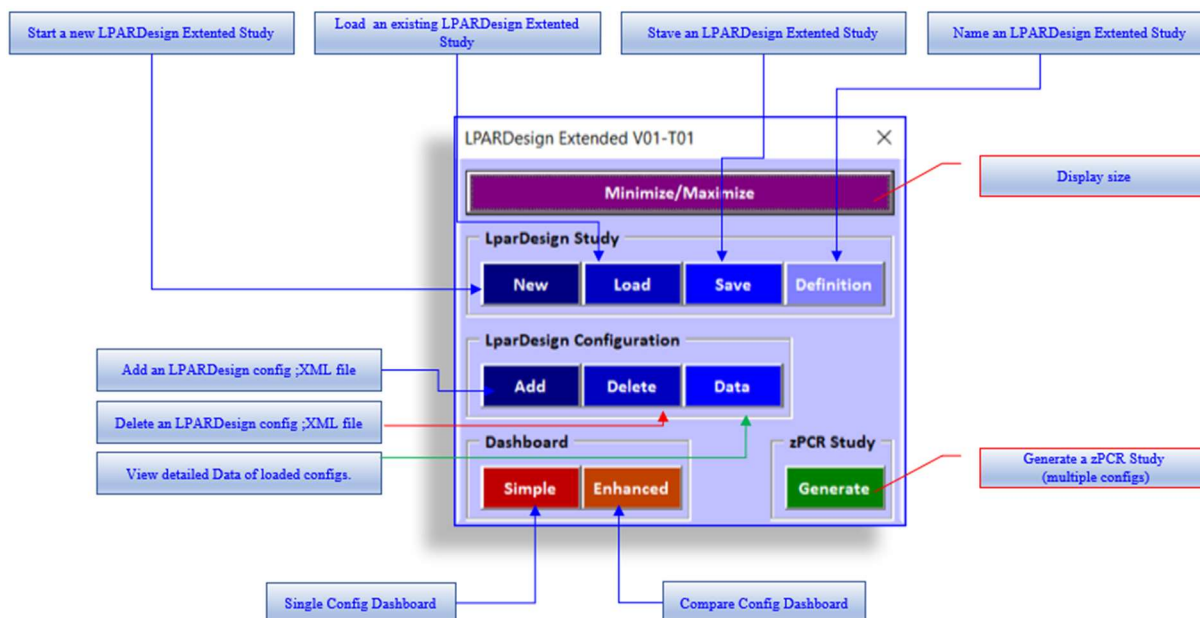 Start a new LPARDesign Extented Study
Load an existing LPARDesign Extented
Study
Stave an LPARDesign Extented Study
Name an LPARDesign Extented Study
LPARDesign Extended V01-T01
Minimize/Maximize
Display size
LparDesign Study
New
Load
Save
Definition
LparDesign Configuration
Add an LPARDesign config ;XML file
Add
Delete
Data
Delete an LPARDesign config ;XML file
View detailed Data of loaded configs.
Dashboard
zPCR Study
Simple
Enhanced
Generate
Generate a zPCR Study
(multiple configs)
Single Config Dashboard
Compare Config Dashboard